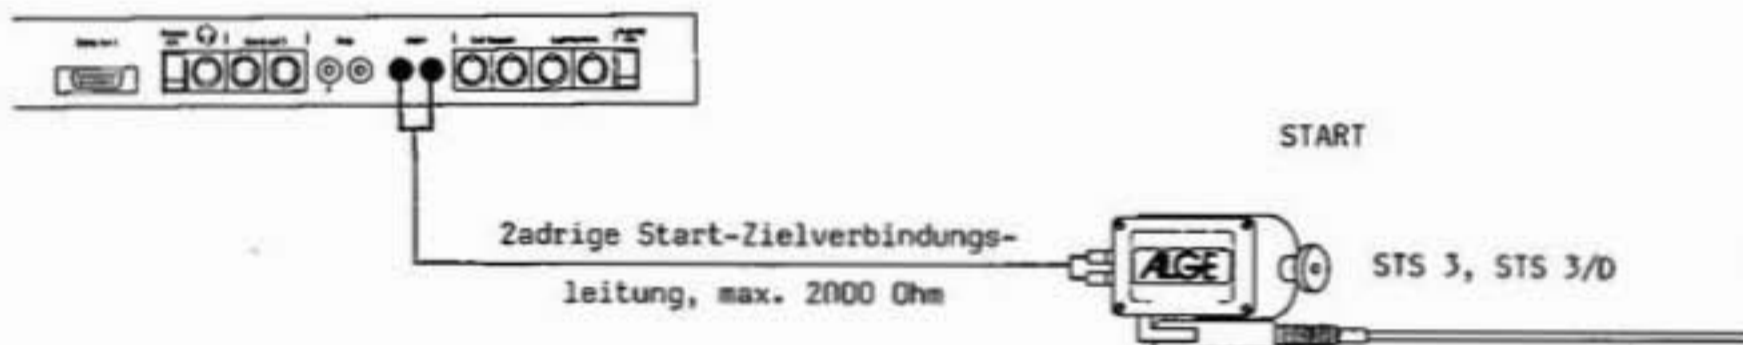 START
2adrige Start-Zielverbindungs-
leitung, max. 2000 Ohm
ALGE
STS 3, STS 3/D